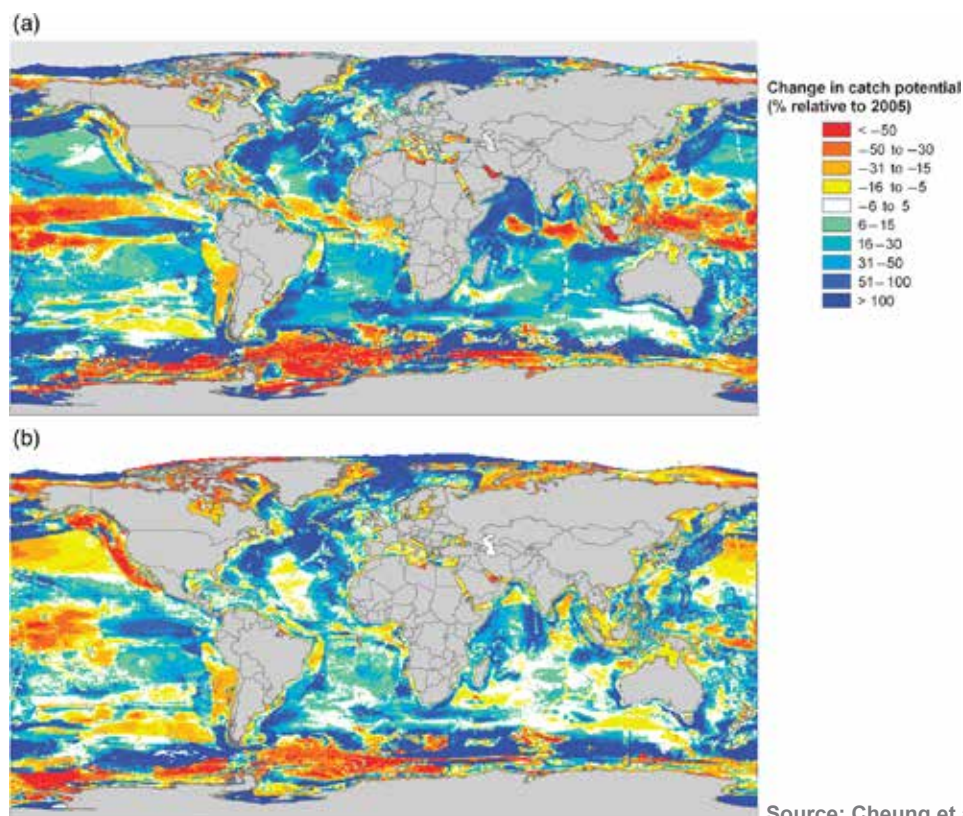 (a)
Change in catch potential
(% relative to 2005)
< –50
–50 to –30
–31 to –15
–16 to –5
–6 to 5
6–15
16–30
31–50
51–100
> 100
(b)
Source: Cheung et